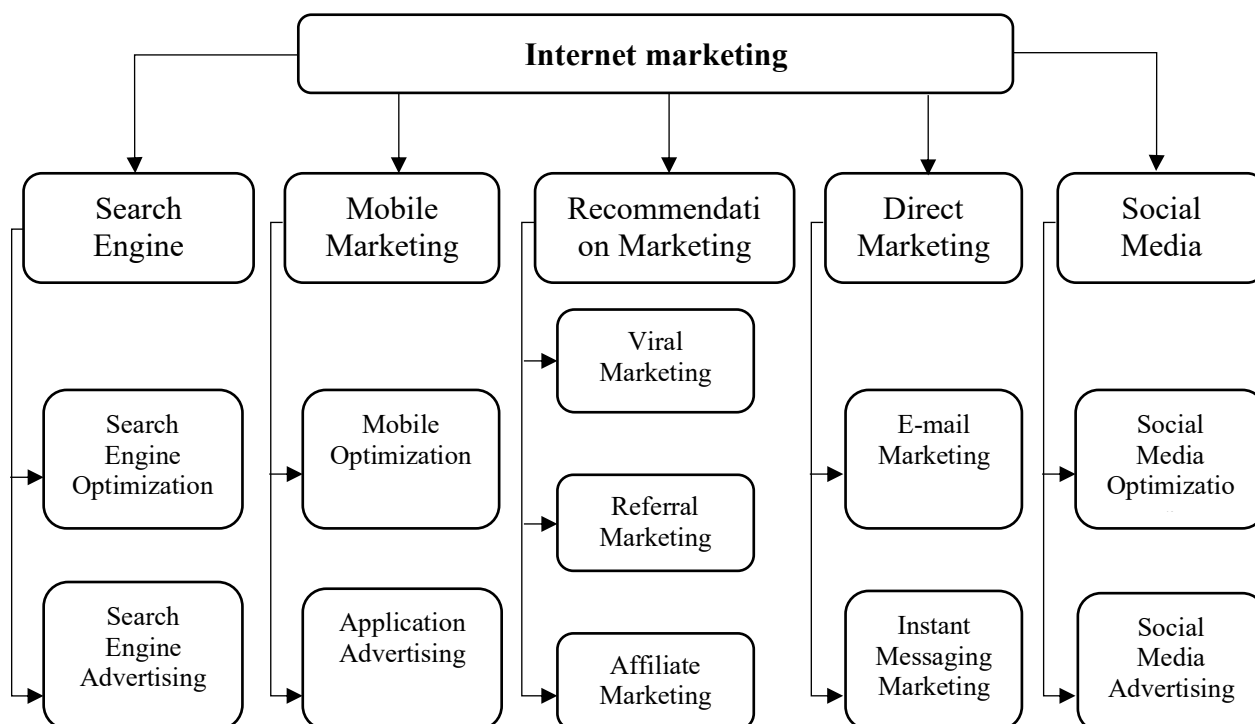 Internet marketing
Search
Engine
Mobile
Marketing
Recommendati
on Marketing
Direct
Marketing
Social
Media
Search
Engine
Optimization
Search
Engine
Advertising
Mobile
Optimization
Application
Advertising
Viral
Marketing
Referral
Marketing
Affiliate
Marketing
E-mail
Marketing
Instant
Messaging
Marketing
Social
Media
Optimizatio
Social
Media
Advertising